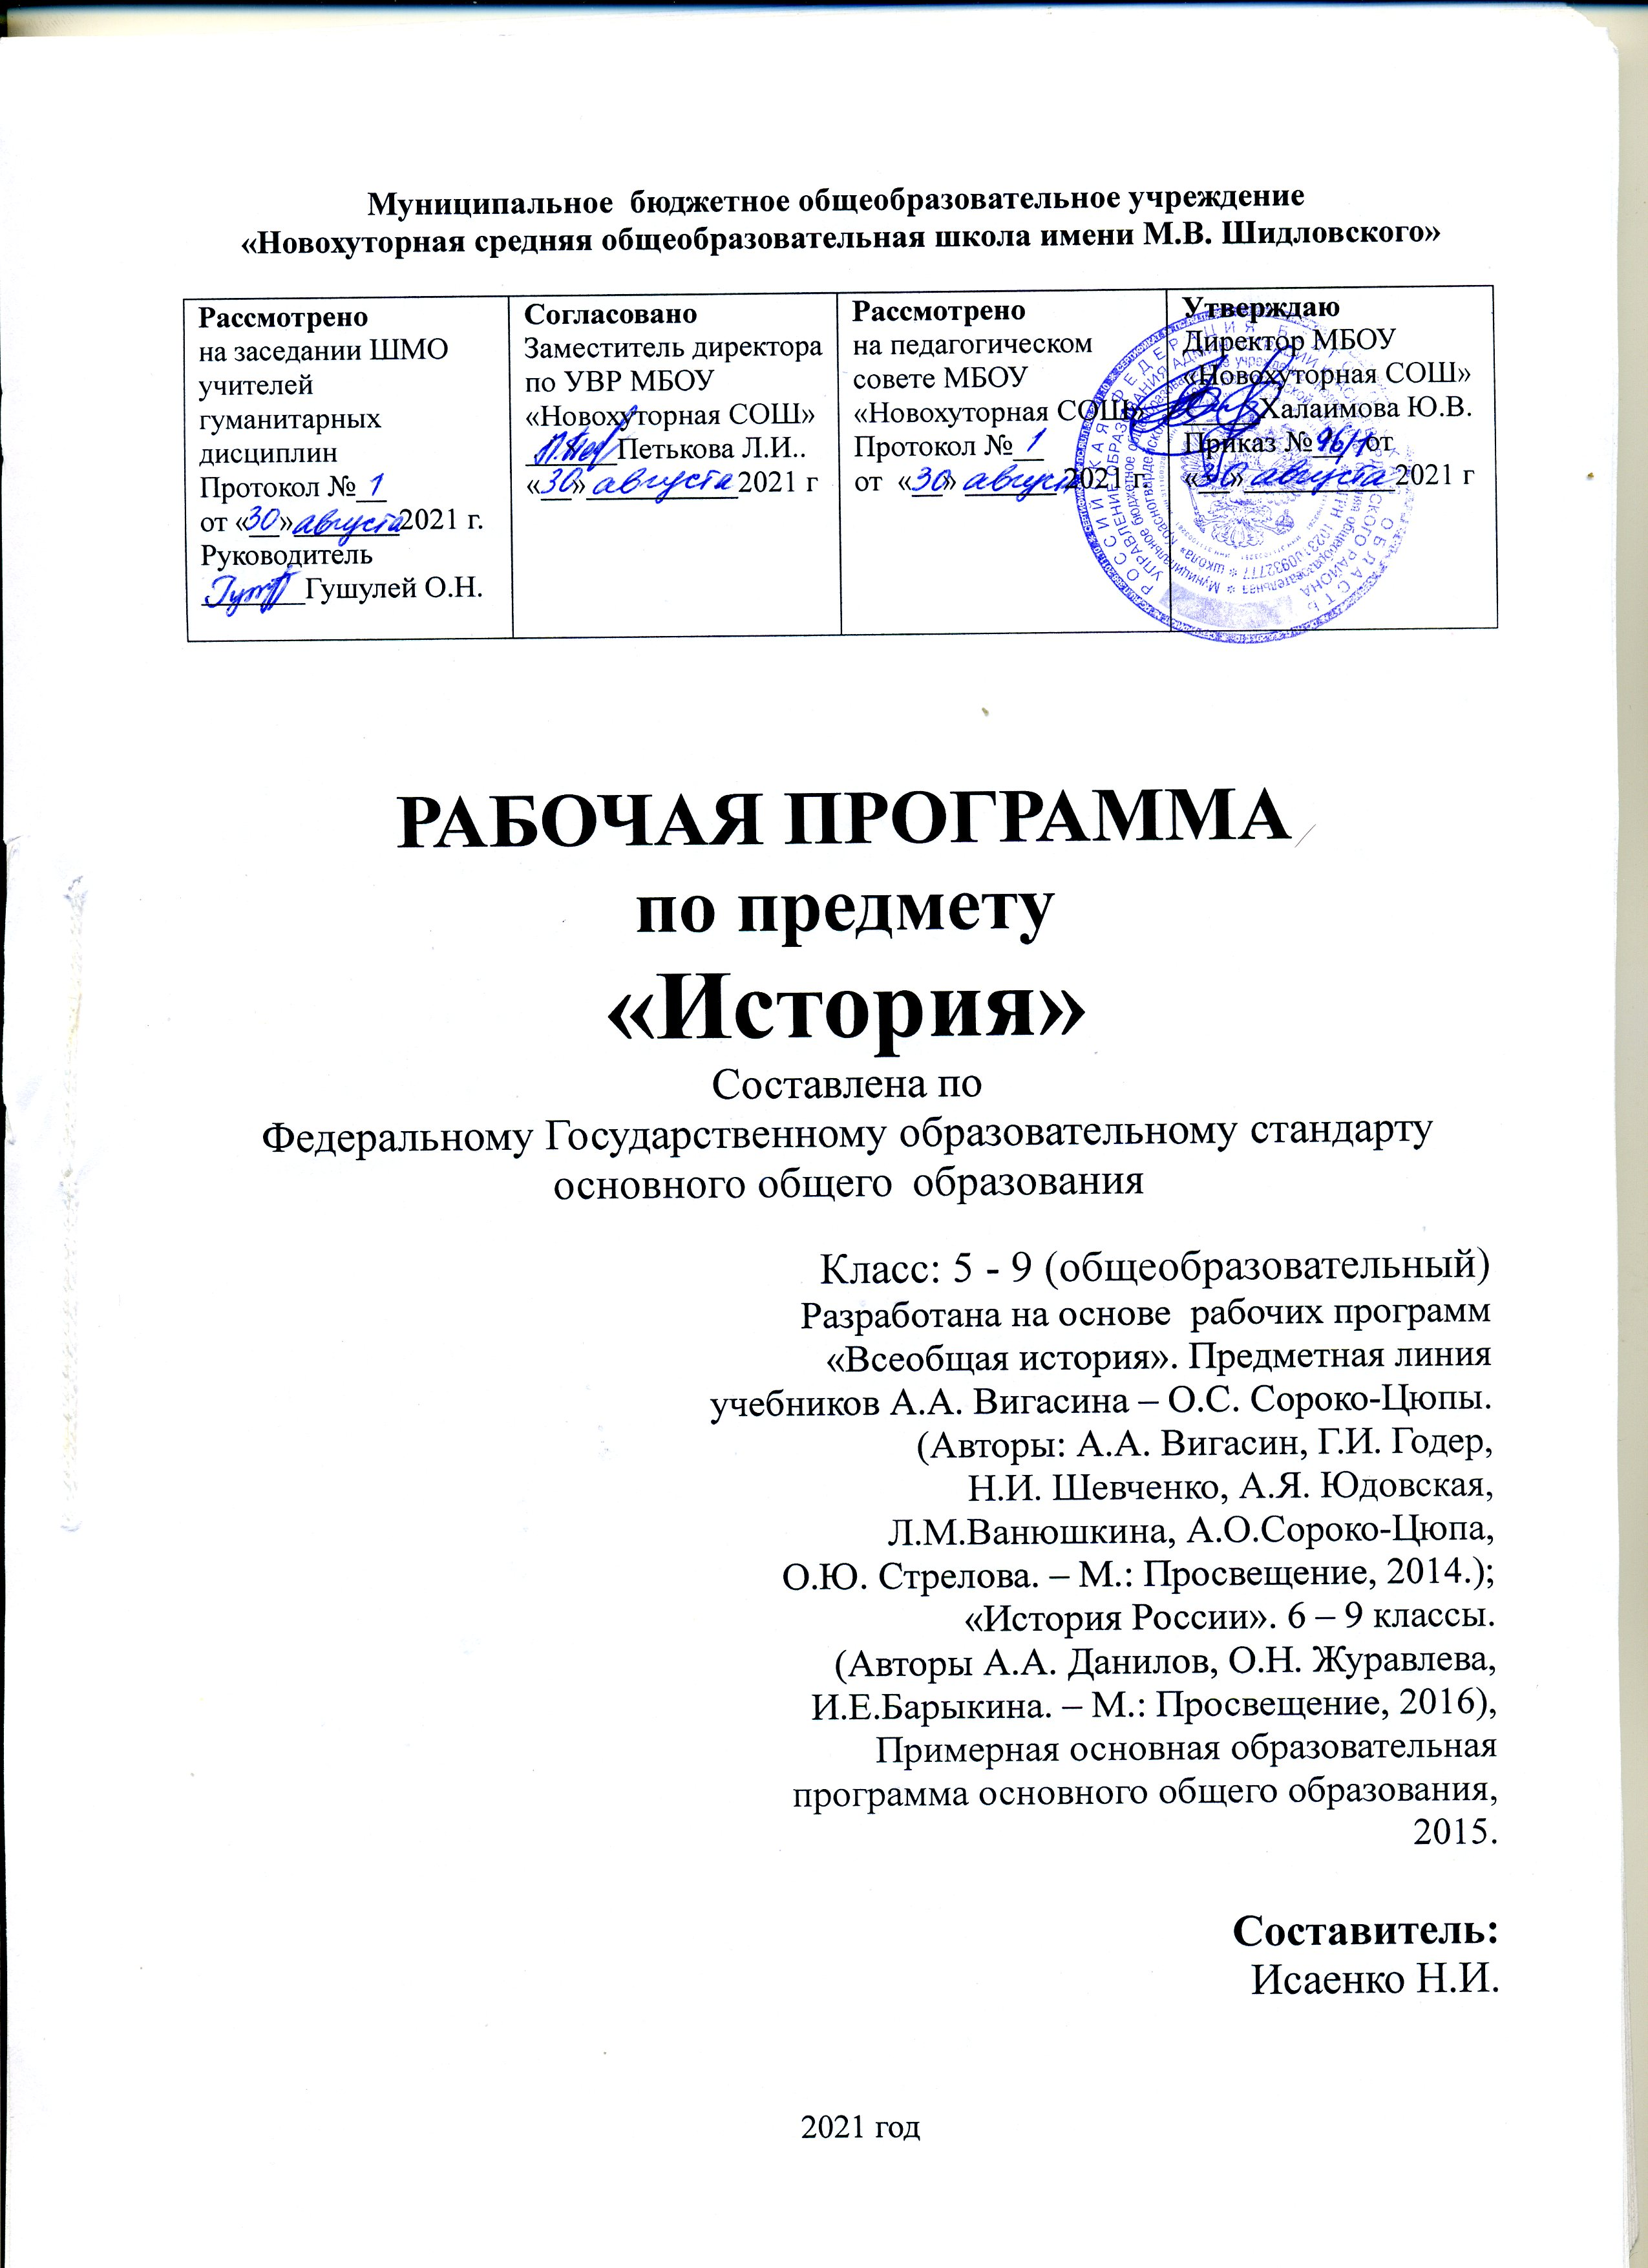 Муниципальное  бюджетное общеобразовательное учреждение
«Новохуторная средняя общеобразовательная школа имени М.В. Шидловского»
Рассмотрено
на заседании ШМО
учителей
гуманитарных
дисциплин
Протокол № 1
от «30» августа 2021 г.
Руководитель
Гушулей О.Н.
Согласовано
Заместитель директора
по УВР МБОУ
«Новохуторная СОШ»
Петькова Л.И..
«30» августа 2021 г
Рассмотрено
на педагогическом
совете МБОУ
«Новохуторная СОШ»
Протокол № 1
от «30» августа 2021 г.
Утверждаю
Директор МБОУ
«Новохуторная СОШ»
Халаимова Ю.В.
Приказ № от
«30» августа 2021 г
РАБОЧАЯ ПРОГРАММА
по предмету
«История»
Составлена по
Федеральному Государственному образовательному стандарту
основного общего  образования
Класс: 5 - 9 (общеобразовательный)
Разработана на основе  рабочих программ
«Всеобщая история». Предметная линия
учебников А.А. Вигасина – О.С. Сороко-Цюпы.
(Авторы: А.А. Вигасин, Г.И. Годер,
Н.И. Шевченко, А.Я. Юдовская,
Л.М.Ванюшкина, А.О.Сороко-Цюпа,
О.Ю. Стрелова. – М.: Просвещение, 2014.);
«История России». 6 – 9 классы.
(Авторы А.А. Данилов, О.Н. Журавлева,
И.Е.Барыкина. – М.: Просвещение, 2016),
Примерная основная образовательная
программа основного общего образования,
2015.
Составитель:
Исаенко Н.И.
2021 год